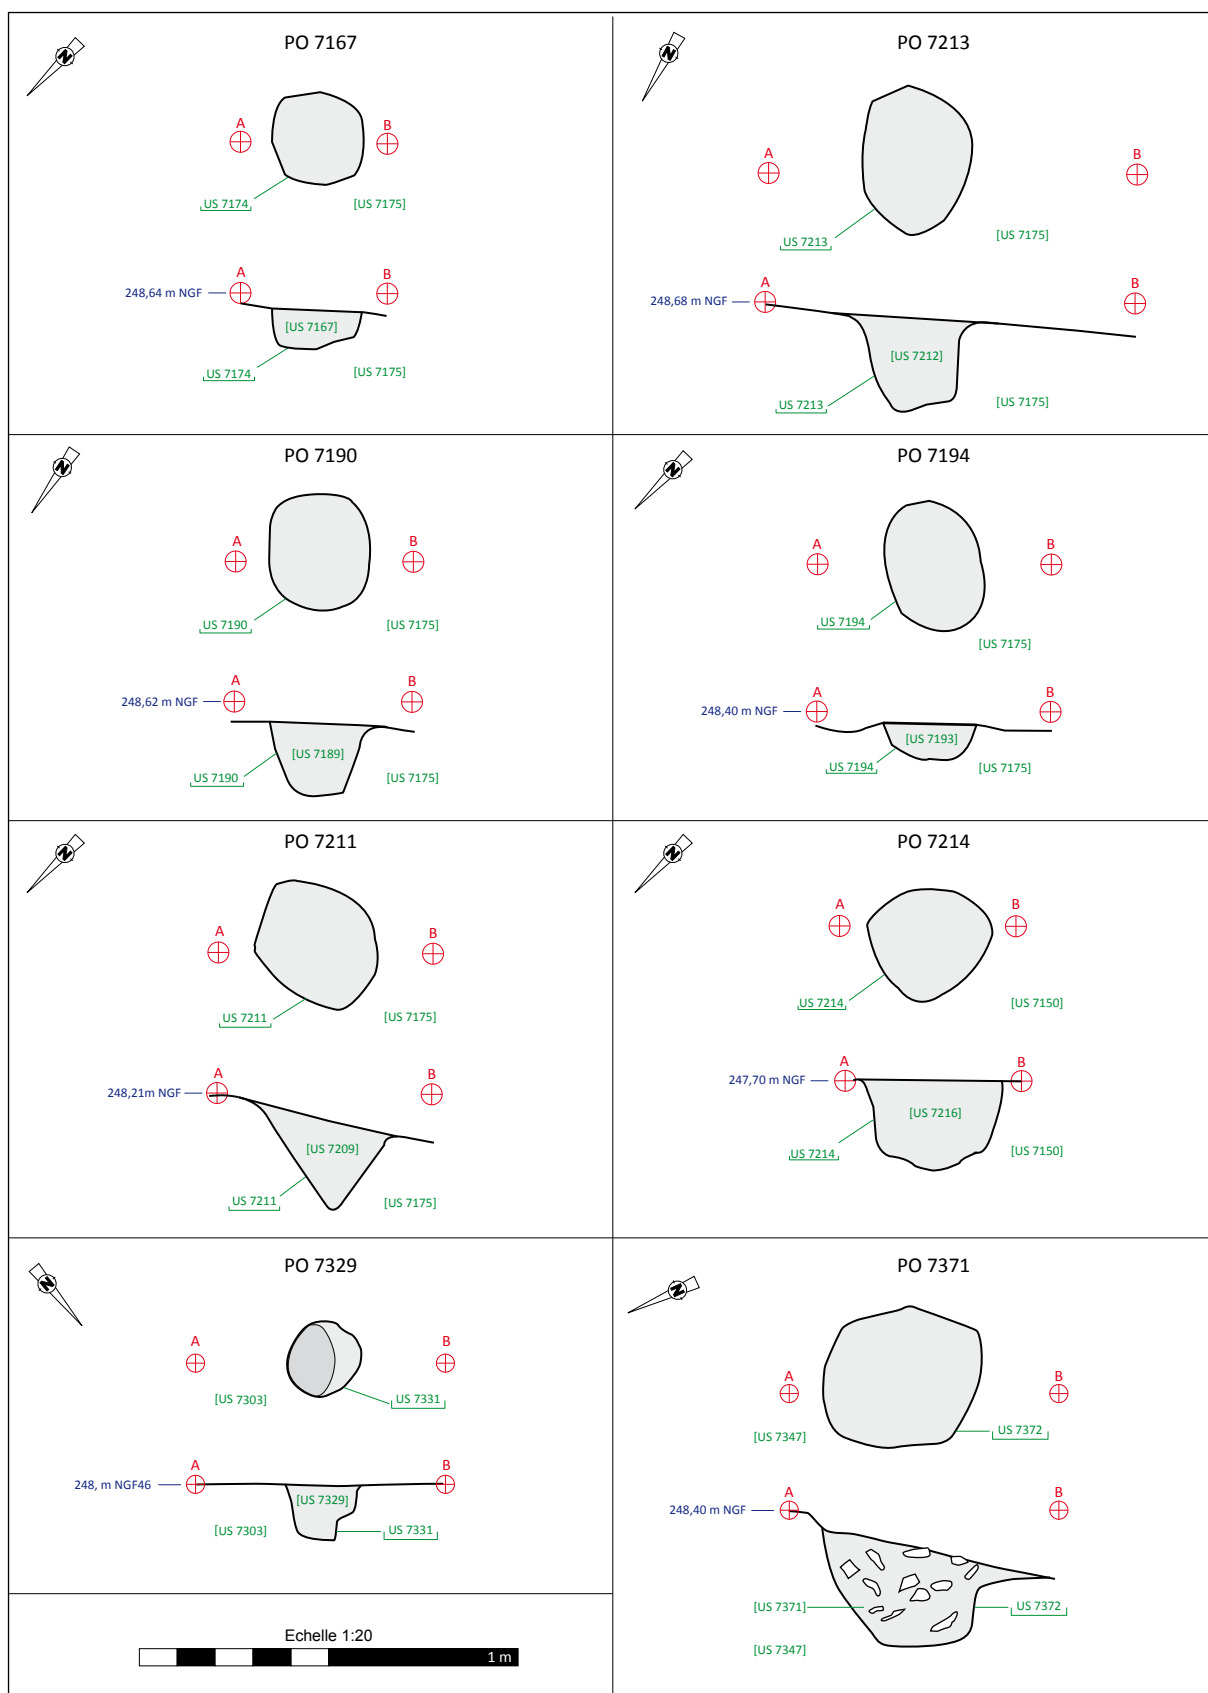 PO 7167
N
A
B
US 7174
[US 7175]
A
B
248,64 m NGF
[US 7167]
US 7174
[US 7175]
PO 7213
N
A
B
US 7213
[US 7175]
A
B
248,68 m NGF
[US 7212]
US 7213
[US 7175]
PO 7190
N
A
B
US 7190
[US 7175]
A
B
248,62 m NGF
[US 7189]
US 7190
[US 7175]
PO 7194
N
A
B
US 7194
[US 7175]
A
B
248,40 m NGF
[US 7193]
US 7194
[US 7175]
PO 7211
N
A
B
US 7211
[US 7175]
A
B
248,21m NGF
[US 7209]
US 7211
[US 7175]
PO 7214
N
A
B
US 7214
[US 7150]
A
B
247,70 m NGF
[US 7216]
US 7214
[US 7150]
PO 7329
N
A
B
[US 7303]
US 7331
A
B
248, m NGF46
[US 7329]
[US 7303]
US 7331
PO 7371
N
A
B
[US 7347]
US 7372
A
B
248,40 m NGF
[US 7371]
US 7372
[US 7347]
Echelle 1:20
1 m